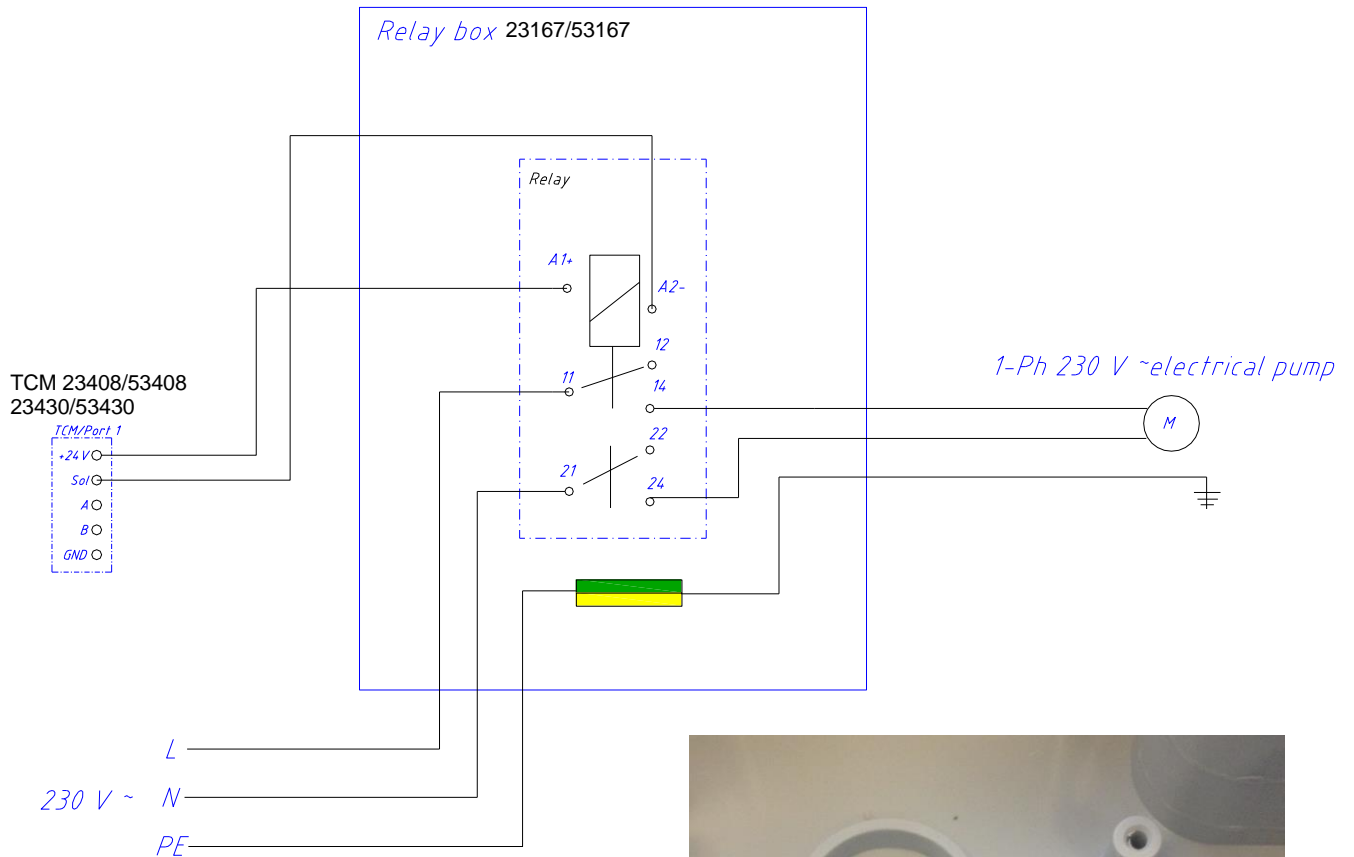 Relay box 23167/53167
Relay
A1+
A2-
12
11
14
22
21
24
1-Ph 230 V ~electrical pump
M
TCM 23408/53408
23430/53430
TCM/Port 1
+24V
Sol
A
B
GND
L
230 V ~ N
PE